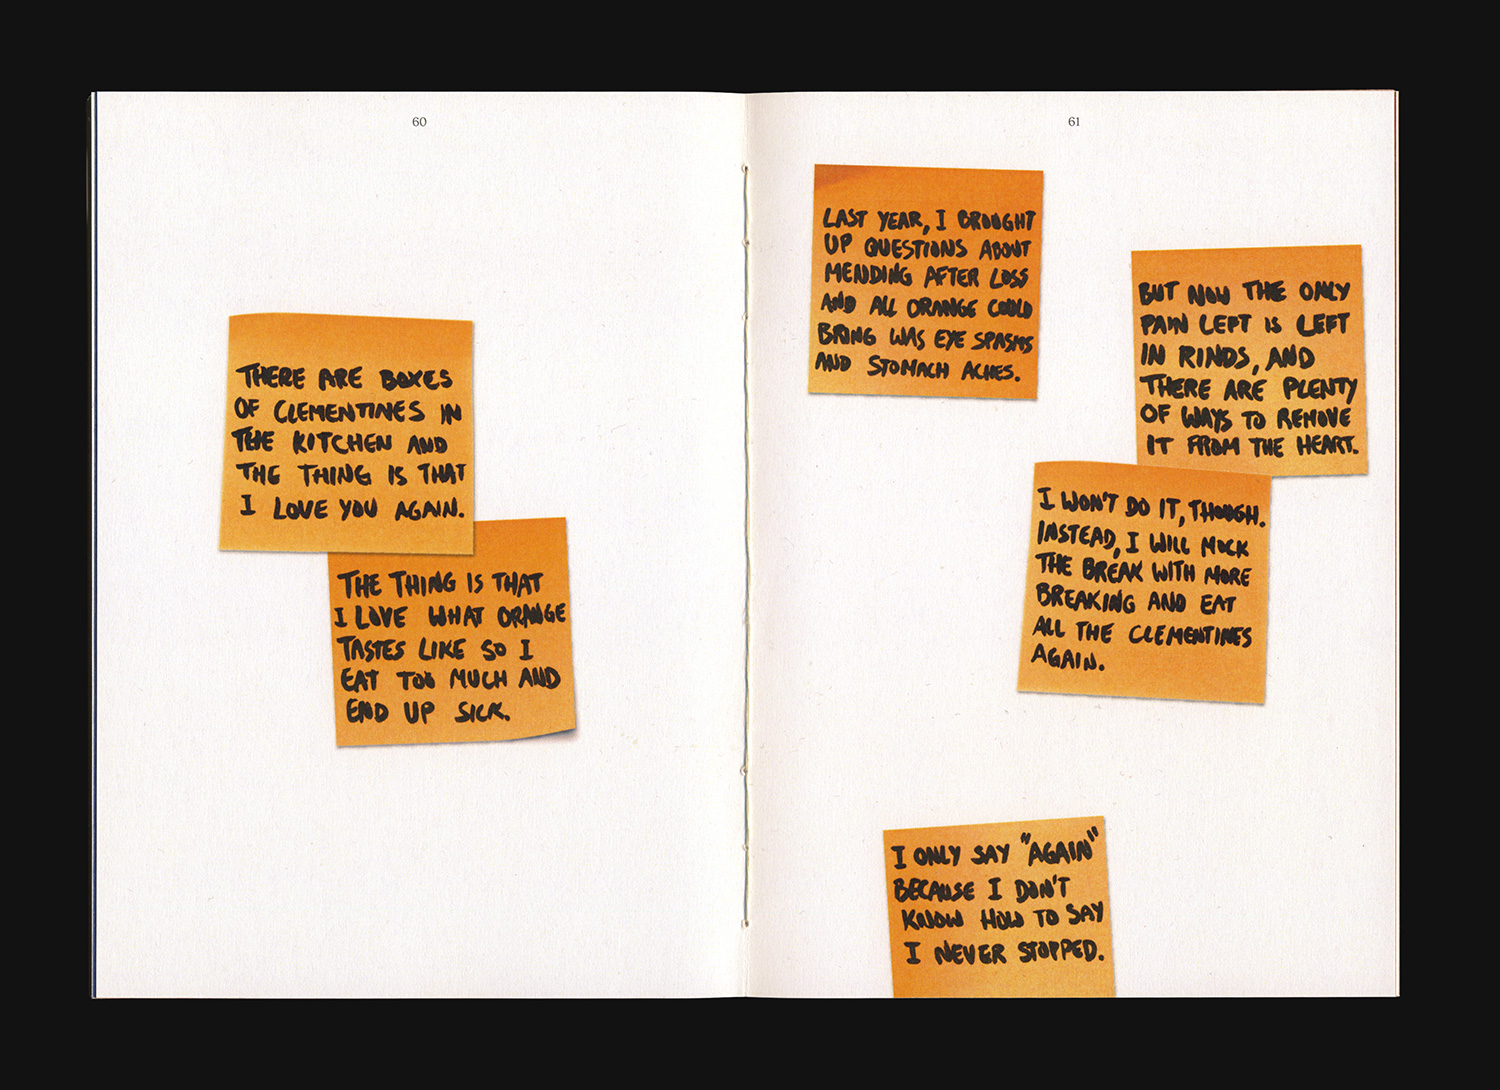 60
THERE ARE BOXES
OF CLEMENTINES IN
THE KITCHEN AND
THE THING IS THAT
I LOVE YOU AGAIN.
THE THING IS THAT
I LOVE WHAT ORANGE
TASTES LIKE SO I
EAT TOO MUCH AND
END UP SICK.
61
LAST YEAR, I BROUGHT
UP QUESTIONS ABOUT
MENDING AFTER LOSS
AND ALL ORANGE COULD
BRING WAS EYE SPASMS
AND STOMACH ACHES.
BUT NOW THE ONLY
PAIN LEFT IS LEFT
IN RINDS, AND
THERE ARE PLENTY
OF WAYS TO REMOVE
IT FROM THE HEART.
I WON'T DO IT, THOUGH.
INSTEAD, I WILL MOCK
THE BREAK WITH MORE
BREAKING AND EAT
ALL THE CLEMENTINES
AGAIN.
I ONLY SAY "AGAIN"
BECAUSE I DON'T
KNOW HOW TO SAY
I NEVER STOPPED.